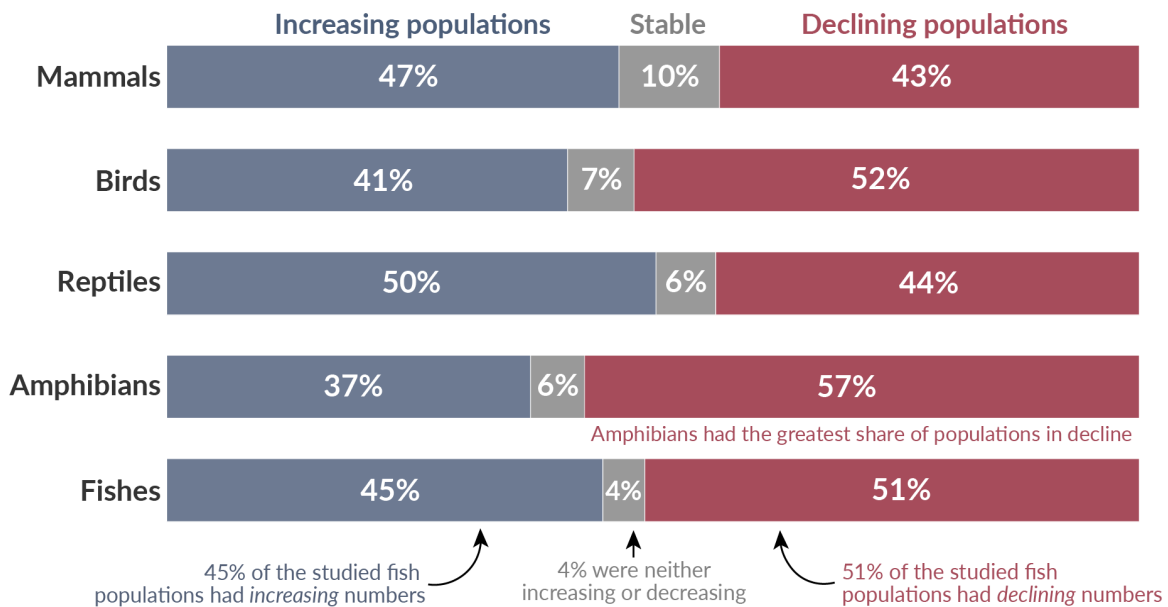 Increasing populations Stable Declining populations
Mammals 47% 10% 43%
Birds 41% 7% 52%
Reptiles 50% 6% 44%
Amphibians 37% 6% 57%
Amphibians had the greatest share of populations in decline
Fishes 45% 4% 51%
45% of the studied fish
populations had increasing numbers
4% were neither
increasing or decreasing
51% of the studied fish
populations had declining numbers